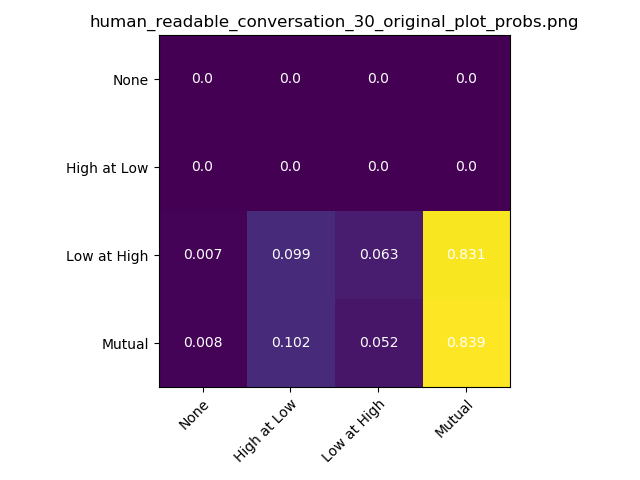 human_readable_conversation_30_original_plot_probs.png
None 0.0 0.0 0.0 0.0
High at Low 0.0 0.0 0.0 0.0
Low at High 0.007 0.099 0.063 0.831
Mutual 0.008 0.102 0.052 0.839
None High at Low Low at High Mutual